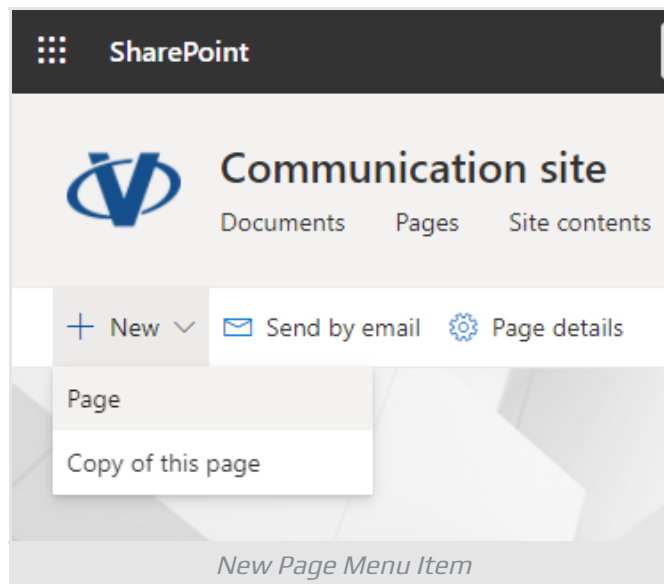 SharePoint
Communication site
Documents Pages Site contents
New Send by email Page details
Page
Copy of this page
New Page Menu Item